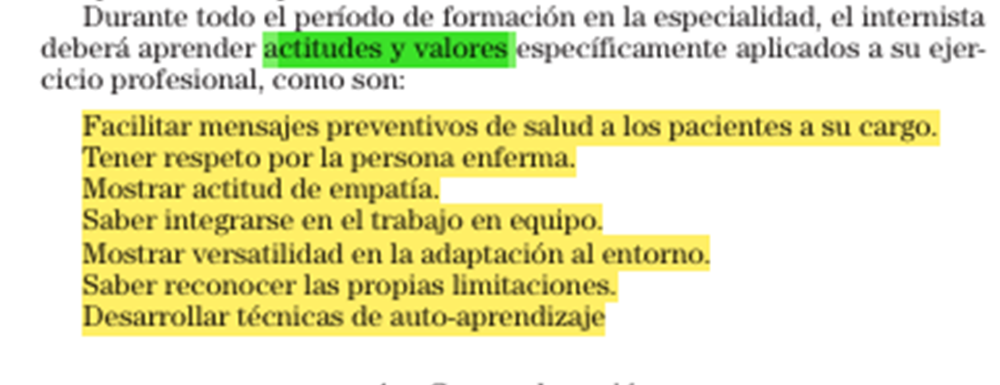 Durante todo el período de formación en la especialidad, el internista
deberá aprender actitudes y valores específicamente aplicados a su ejer-
cicio profesional, como son:
Facilitar mensajes preventivos de salud a los pacientes a su cargo.
Tener respeto por la persona enferma.
Mostrar actitud de empatía.
Saber integrarse en el trabajo en equipo.
Mostrar versatilidad en la adaptación al entorno.
Saber reconocer las propias limitaciones.
Desarrollar técnicas de auto-aprendizaje